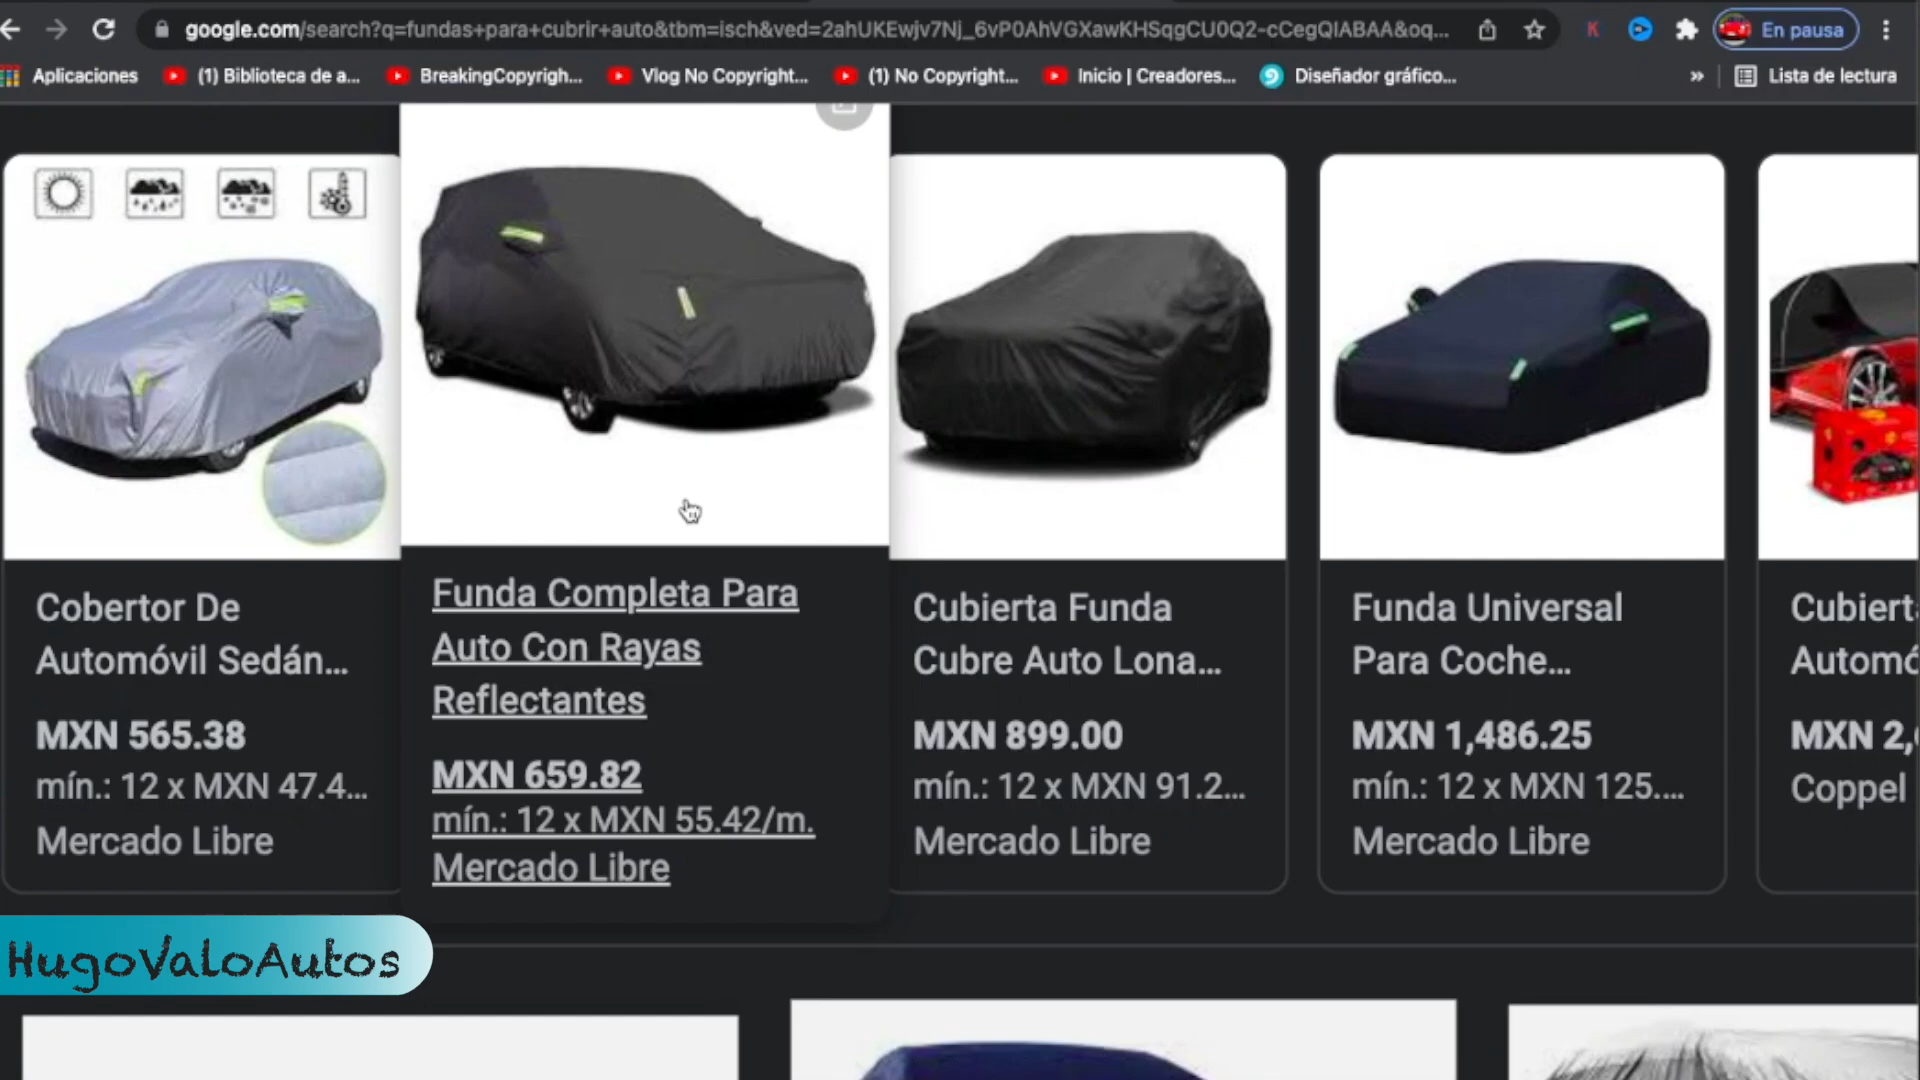 google.com/search?q=fundas+para+cubrir+auto&tbm=isch&ved=2ahUKEwjv7Nj_6vP0AhVGXawKHSqgCU0Q2-cCegQIABAA&oq...
En pausa
Aplicaciones
(1) Biblioteca de a...
BreakingCopyrigh...
Vlog No Copyright...
(1) No Copyright...
Inicio | Creadores...
Diseñador gráfico...
»
Lista de lectura
Cobertor De
Automóvil Sedán...
MXN 565.38
mín.: 12 x MXN 47.4...
Mercado Libre
Funda Completa Para
Auto Con Rayas
Reflectantes
MXN 659.82
mín.: 12 x MXN 55.42/m.
Mercado Libre
Cubierta Funda
Cubre Auto Lona...
MXN 899.00
mín.: 12 x MXN 91.2...
Mercado Libre
Funda Universal
Para Coche...
MXN 1,486.25
mín.: 12 x MXN 125....
Mercado Libre
MXN 2,
Coppel
HugoValoAutos